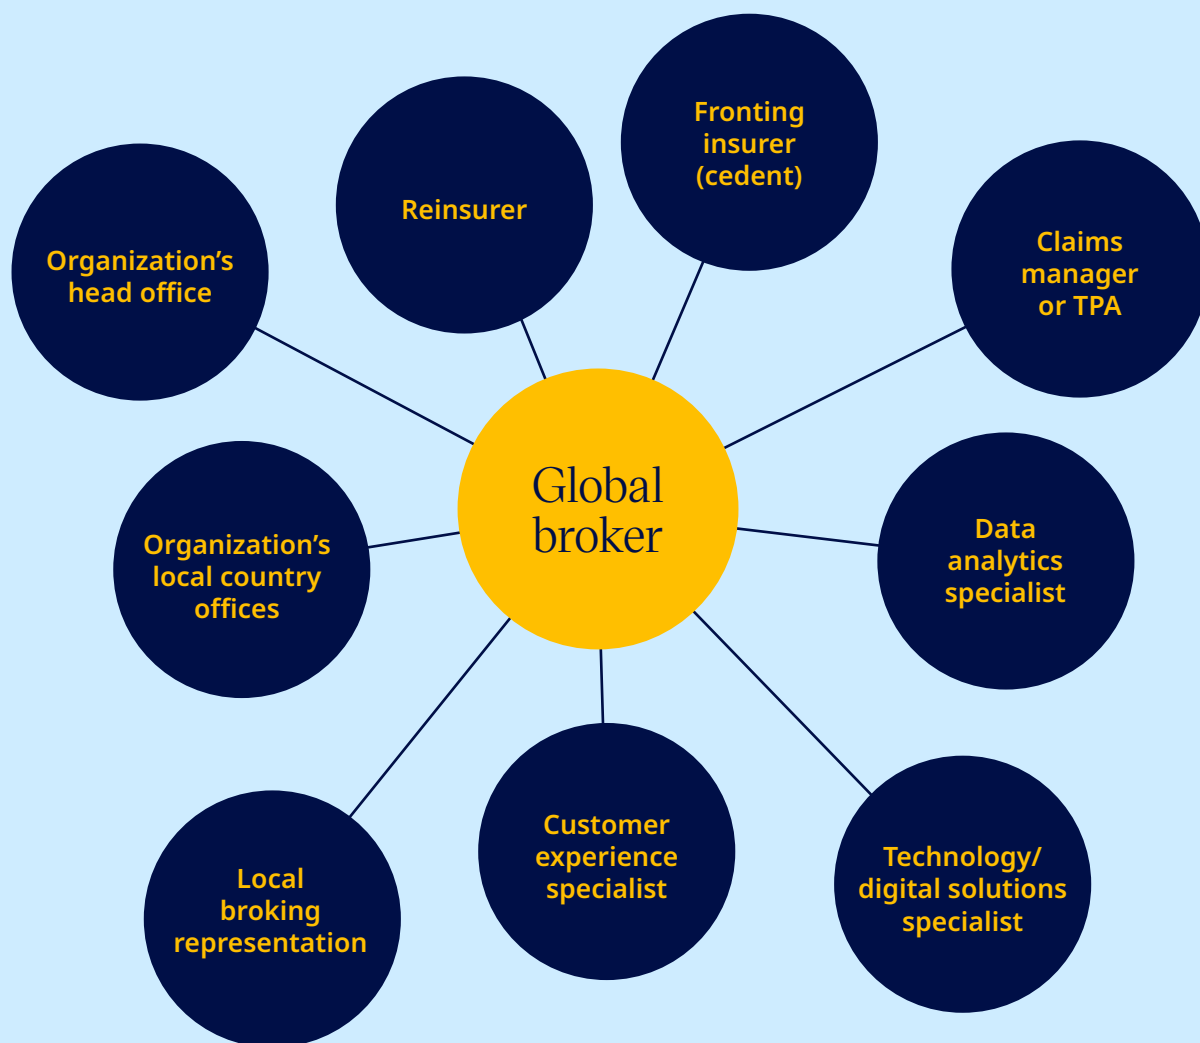 Fronting
insurer
(cedent)
Reinsurer
Claims
manager
or TPA
Organization’s
head office
Global
broker
Organization’s
local country
offices
Data
analytics
specialist
Local
broking
representation
Customer
experience
specialist
Technology/
digital solutions
specialist